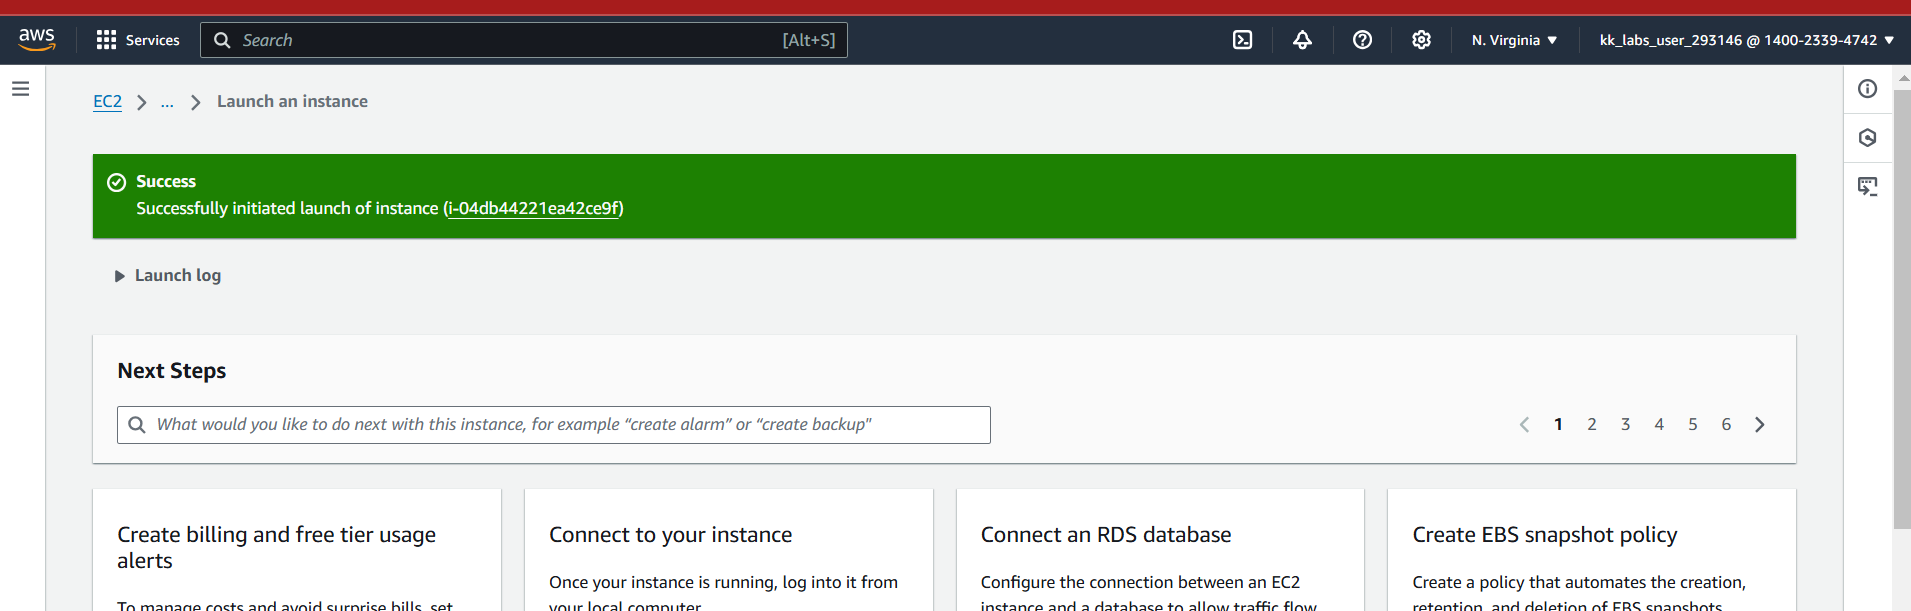 aws
Services
Search [Alt+S]
N. Virginia
kk_labs_user_293146 @ 1400-2339-4742
EC2 ... Launch an instance
Success
Successfully initiated launch of instance (i-04db44221ea42ce9f)
Launch log
Next Steps
What would you like to do next with this instance, for example “create alarm” or “create backup”
1 2 3 4 5 6
Create billing and free tier usage
alerts
To manage costs and avoid surprise bills, set
Connect to your instance
Once your instance is running, log into it from
your local computer
Connect an RDS database
Configure the connection between an EC2
instance and a database to allow traffic flow
Create EBS snapshot policy
Create a policy that automates the creation,
retention, and deletion of EBS snapshots